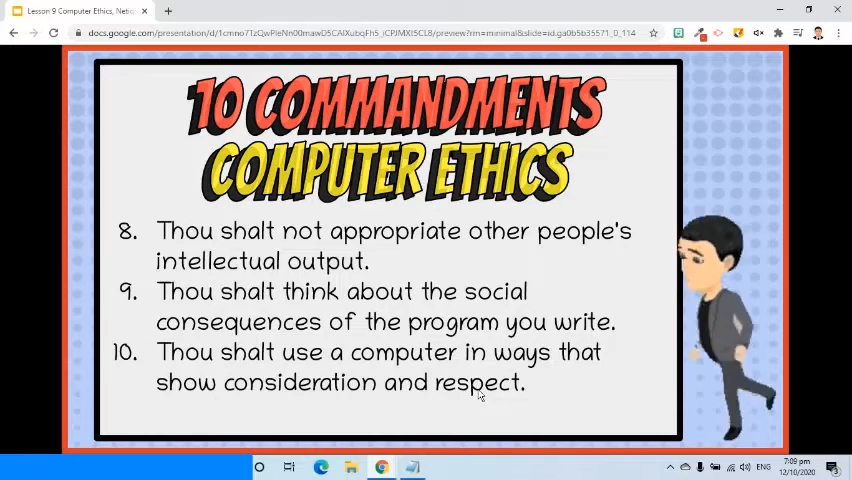 Lesson 9 Computer Ethics, Netiq
docs.google.com/presentation/d/1cmno7TzQwPIeNn00mawD5CAIXubqFh5_iCPJMXI5CL8/preview?rm=minimal&slide=id.ga0b5b35571_0_114
10 COMMANDMENTS
COMPUTER ETHICS
8. Thou shalt not appropriate other people's
intellectual output.
9. Thou shalt think about the social
consequences of the program you write.
10. Thou shalt use a computer in ways that
show consideration and respect.
ENG
7:09 pm
12/10/2020
3